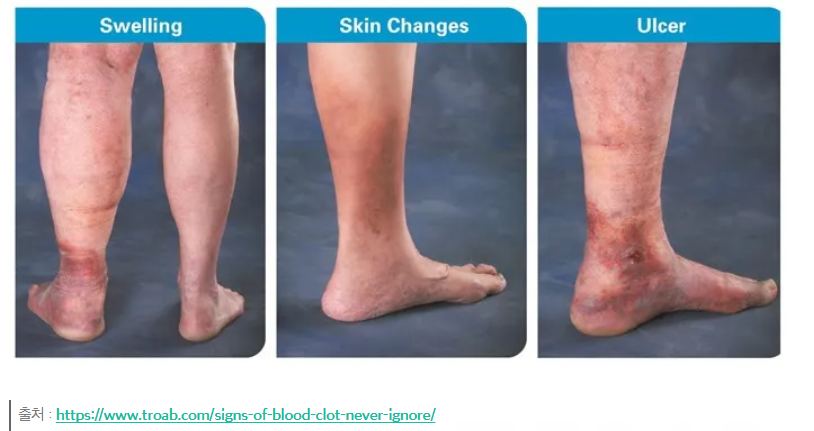 Swelling
Skin Changes
Ulcer
출처 : https://www.troab.com/signs-of-blood-clot-never-ignore/